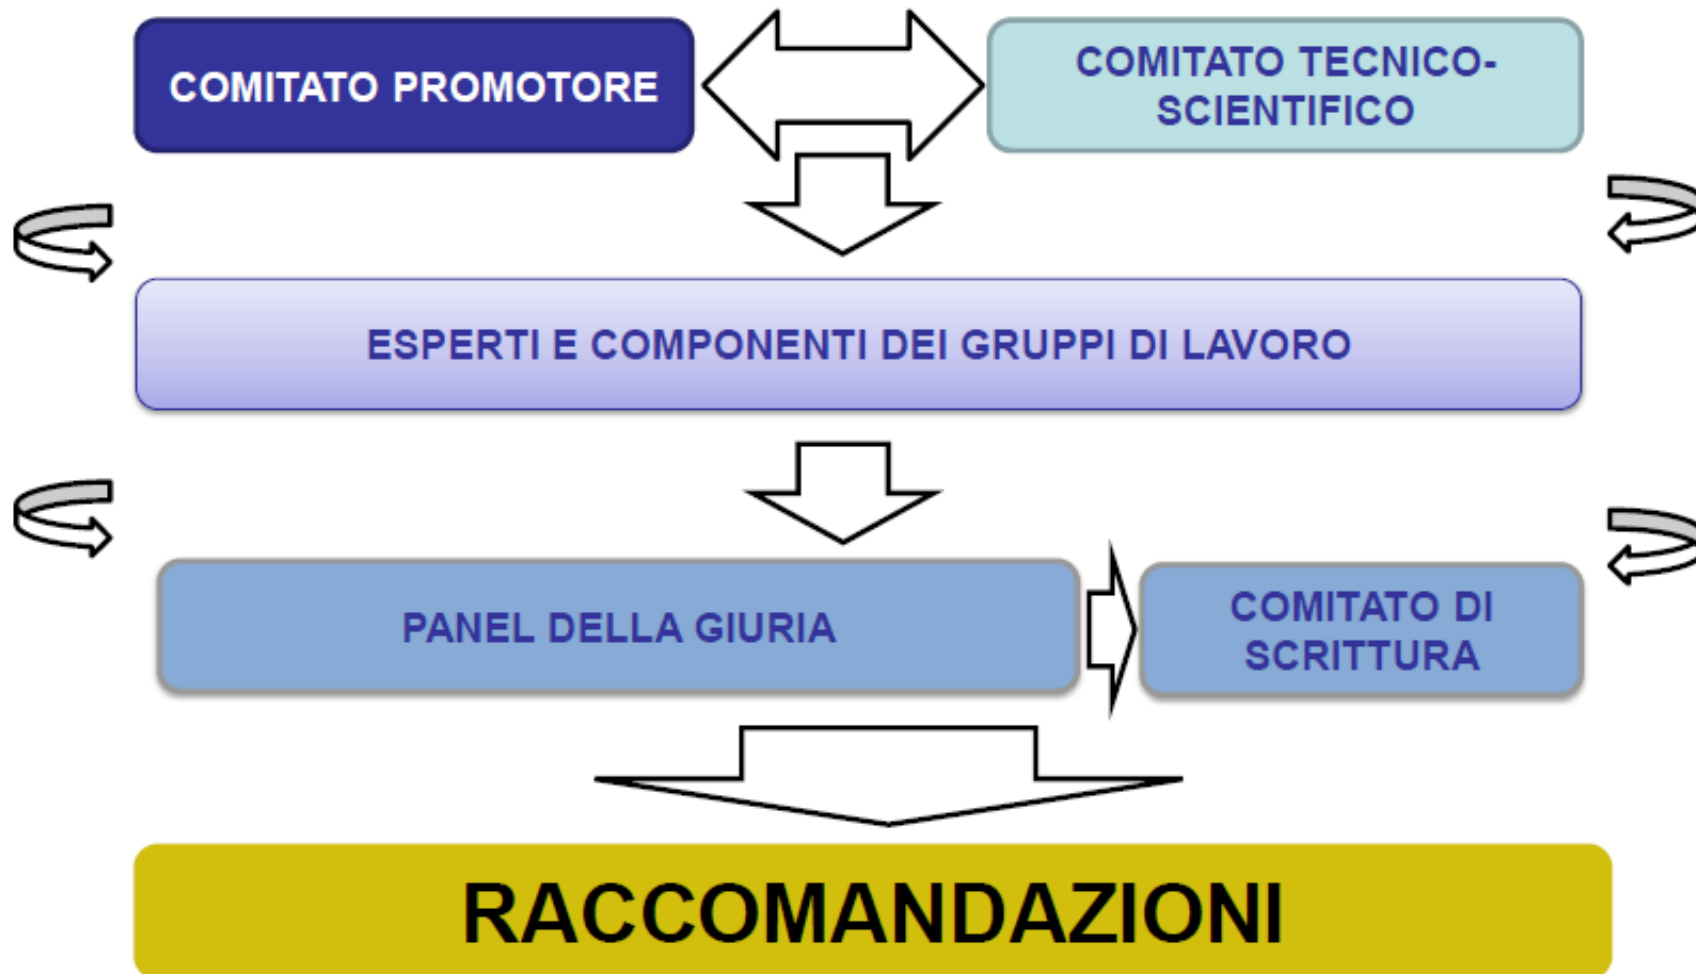 COMITATO PROMOTORE
COMITATO TECNICO-
SCIENTIFICO
ESPERTI E COMPONENTI DEI GRUPPI DI LAVORO
PANEL DELLA GIURIA
COMITATO DI
SCRITTURA
RACCOMANDAZIONI